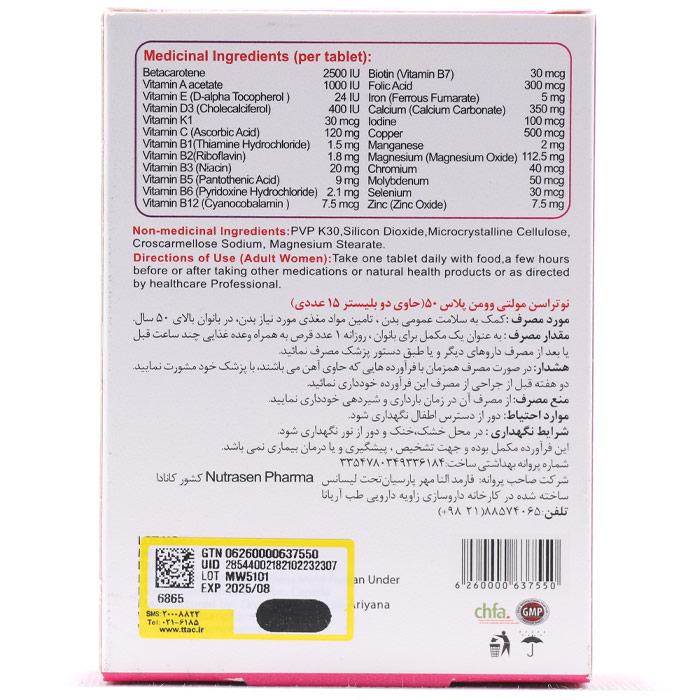 Medicinal Ingredients (per tablet):
Betacarotene 2500 IU
Vitamin A acetate 1000 IU
Vitamin E (D-alpha Tocopherol ) 24 IU
Vitamin D3 (Cholecalciferol) 400 IU
Vitamin K1 30 mcg
Vitamin C (Ascorbic Acid) 120 mg
Vitamin B1(Thiamine Hydrochloride) 1.5 mg
Vitamin B2(Riboflavin) 1.8 mg
Vitamin B3 (Niacin) 20 mg
Vitamin B5 (Pantothenic Acid) 9 mg
Vitamin B6 (Pyridoxine Hydrochloride) 2.1 mg
Vitamin B12 (Cyanocobalamin ) 7.5 mcg
Biotin (Vitamin B7) 30 mcg
Folic Acid 300 mcg
Iron (Ferrous Fumarate) 5 mg
Calcium (Calcium Carbonate) 350 mg
Iodine 100 mcg
Copper 500 mcg
Manganese 2 mg
Magnesium (Magnesium Oxide) 112.5 mg
Chromium 40 mcg
Molybdenum 50 mcg
Selenium 30 mcg
Zinc (Zinc Oxide) 7.5 mg
Non-medicinal Ingredients:PVP K30,Silicon Dioxide,Microcrystalline Cellulose,
Croscarmellose Sodium, Magnesium Stearate.
Directions of Use (Adult Women):Take one tablet daily with food,a few hours
before or after taking other medications or natural health products or as directed
by healthcare Professional.
نوتراسن مولتی وومن پلاس ۵۰(حاوی دو بلیستر ۱۵ عددی)
مورد مصرف :کمک به سلامت عمومی بدن ، تامین مواد مغذی مورد نیاز بدن، در بانوان بالای ۵۰ سال.
مقدار مصرف : به عنوان یک مکمل برای بانوان ، روزانه ۱ عدد قرص به همراه وعده غذایی چند ساعت قبل
یا بعد از مصرف داروهای دیگر و یا طبق دستور پزشک مصرف نمائید.
هشدار: در صورت مصرف همزمان با فرآورده هایی که حاوی آهن می باشند، با پزشک خود مشورت نمایید.
دو هفته قبل از جراحی از مصرف این فرآورده خودداری نمایید.
منع مصرف: از مصرف آن در زمان بارداری و شیردهی خودداری نمایید.
موارد احتیاط: دور از دسترس اطفال نگهداری شود.
شرایط نگهداری : در محل خشک،خنک و دور از نور نگهداری شود.
این فرآورده مکمل بوده و جهت تشخیص ، پیشگیری و یا درمان بیماری نمی باشد.
شماره پروانه بهداشتی ساخت:۳۳۵۴۷۸۰۳۴۹۳۳۶۱۸۴
شرکت صاحب پروانه: فارمد النا مهر پارسیان تحت لیسانس Nutrasen Pharma کشور کانادا
ساخته شده در کارخانه داروسازی زاویه دارویی طب آریانا
تلفن:۸۸۵۷۴۰۶۵(۲۱ ۹۸+)
GTN 06260000637550
UID 28544002182102232307
LOT MW5101
EXP 2025/08
6865
SMS:۲۰۰۰۸۸۲۲
Tel:۰۲۱-۶۱۸۵
www.ttac.ir
an Under
Ariyana
6 260000 637550
chfa.
GMP